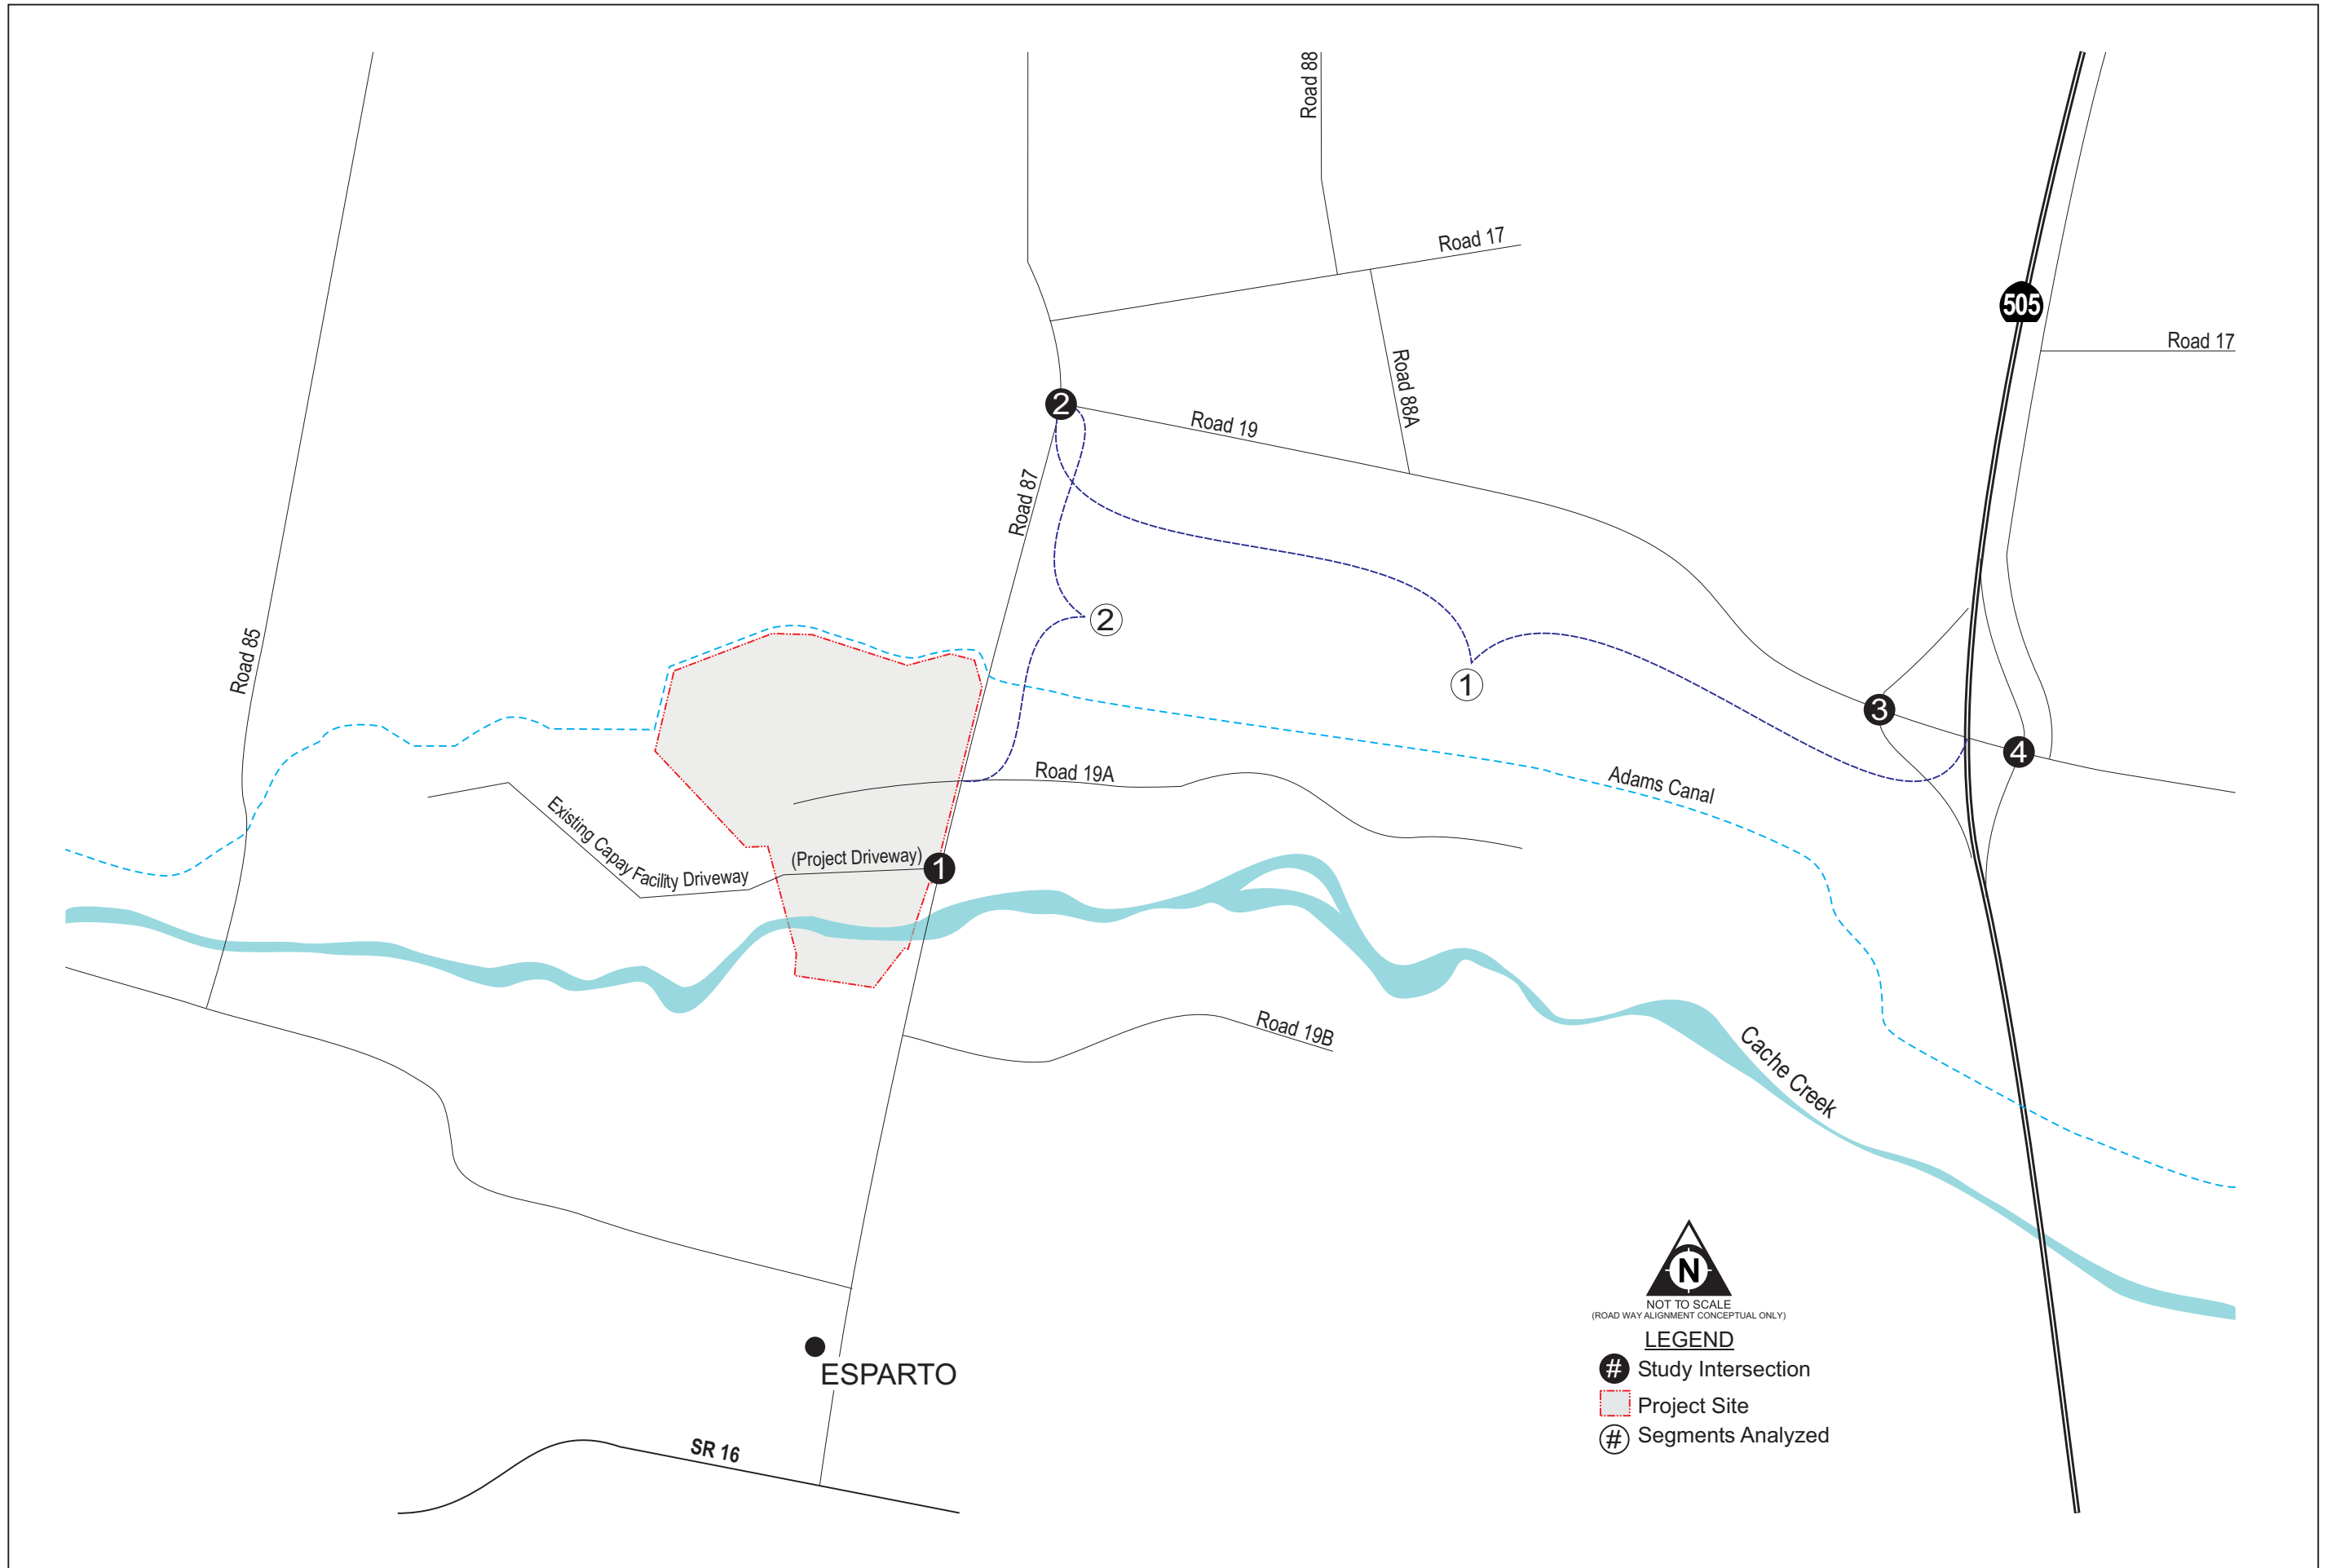 Road 88
Road 17
505
Road 17
Road 88A
2
Road 19
Road 87
2
Road 85
1
3
4
Road 19A
Adams Canal
Existing Capay Facility Driveway
(Project Driveway)
1
Road 19B
Cache Creek
N
NOT TO SCALE
(ROAD WAY ALIGNMENT CONCEPTUAL ONLY)
LEGEND
# Study Intersection
Project Site
# Segments Analyzed
ESPARTO
SR 16